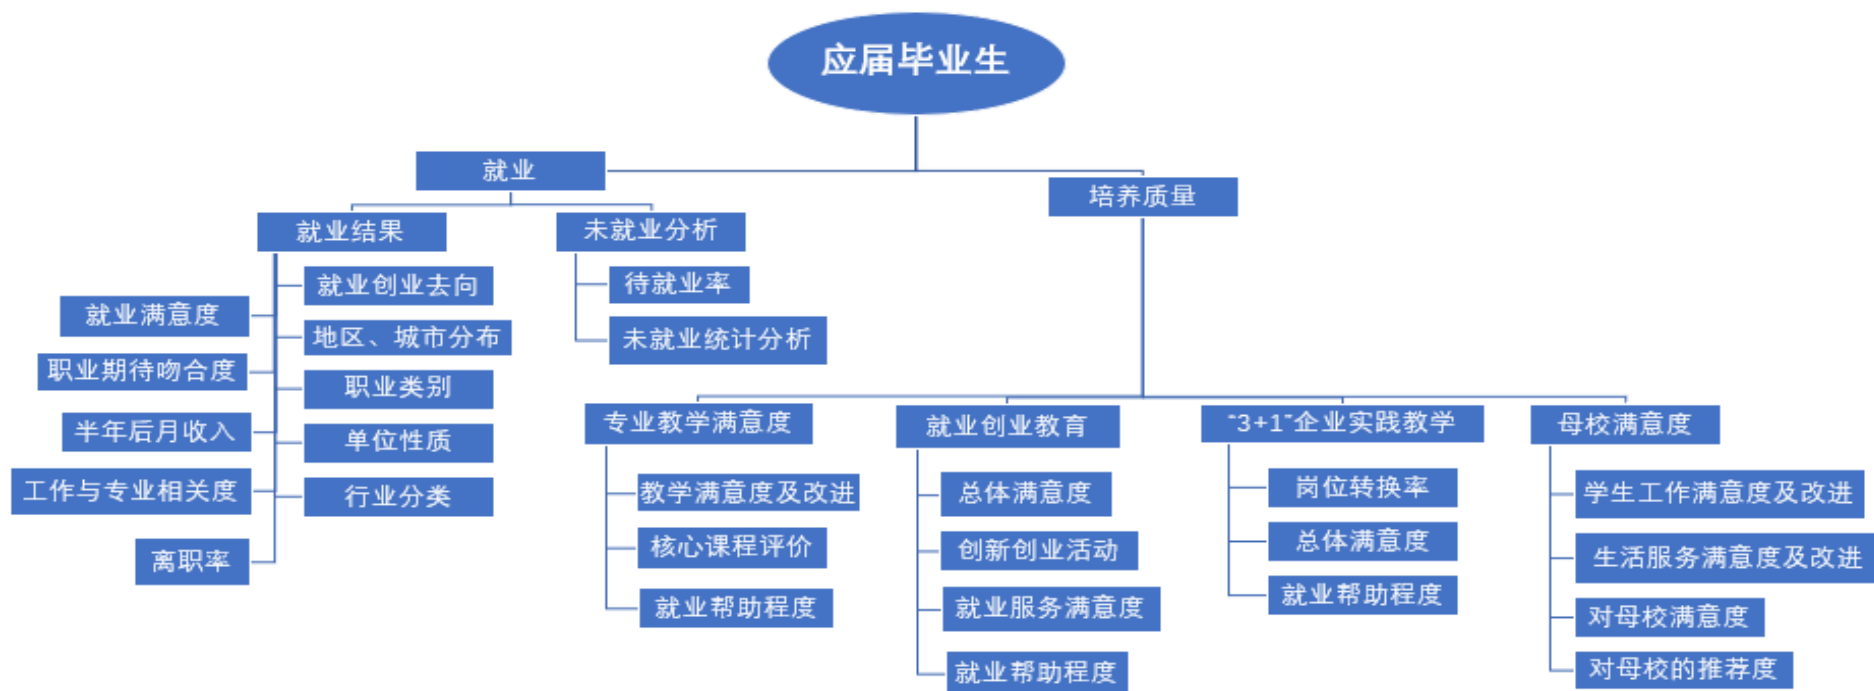 应届毕业生
就业
培养质量
就业结果
未就业分析
就业创业去向
地区、城市分布
职业类别
单位性质
行业分类
就业满意度
职业期待吻合度
半年后月收入
工作与专业相关度
离职率
待就业率
未就业统计分析
专业教学满意度
教学满意度及改进
核心课程评价
就业帮助程度
就业创业教育
总体满意度
创新创业活动
就业服务满意度
就业帮助程度
“3+1”企业实践教学
岗位转换率
总体满意度
就业帮助程度
母校满意度
学生工作满意度及改进
生活服务满意度及改进
对母校满意度
对母校的推荐度